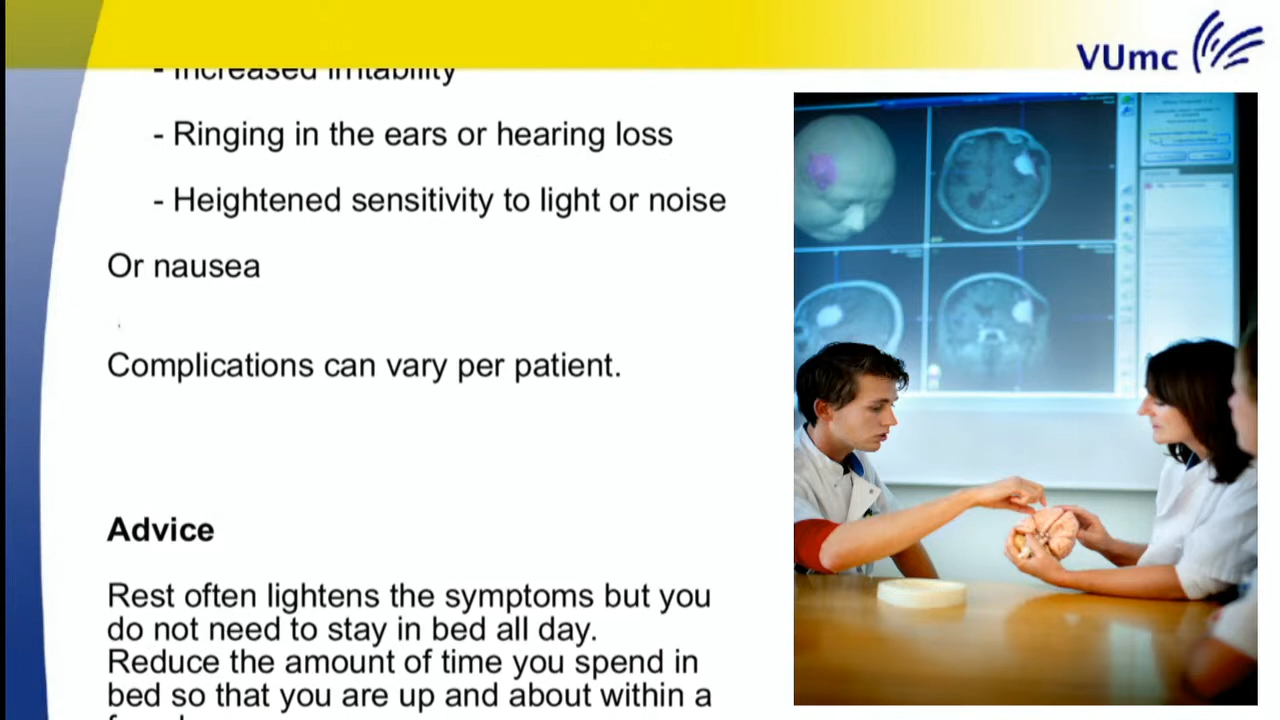 VUmc
- Increased irritability
- Ringing in the ears or hearing loss
- Heightened sensitivity to light or noise
Or nausea
Complications can vary per patient.
Advice
Rest often lightens the symptoms but you
do not need to stay in bed all day.
Reduce the amount of time you spend in
bed so that you are up and about within a